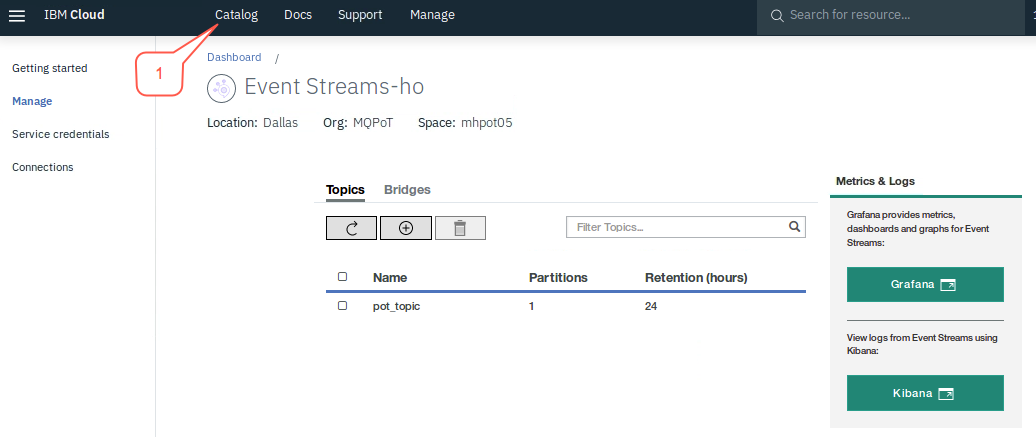 IBM Cloud Catalog Docs Support Manage Search for resource...
1
Getting started
Manage
Service credentials
Connections
Dashboard /
Event Streams-ho
Location: Dallas Org: MQPoT Space: mhpot05
Topics Bridges
Filter Topics...
Name Partitions Retention (hours)
pot_topic 1 24
Metrics & Logs
Grafana provides metrics,
dashboards and graphs for Event
Streams:
Grafana
View logs from Event Streams using
Kibana:
Kibana